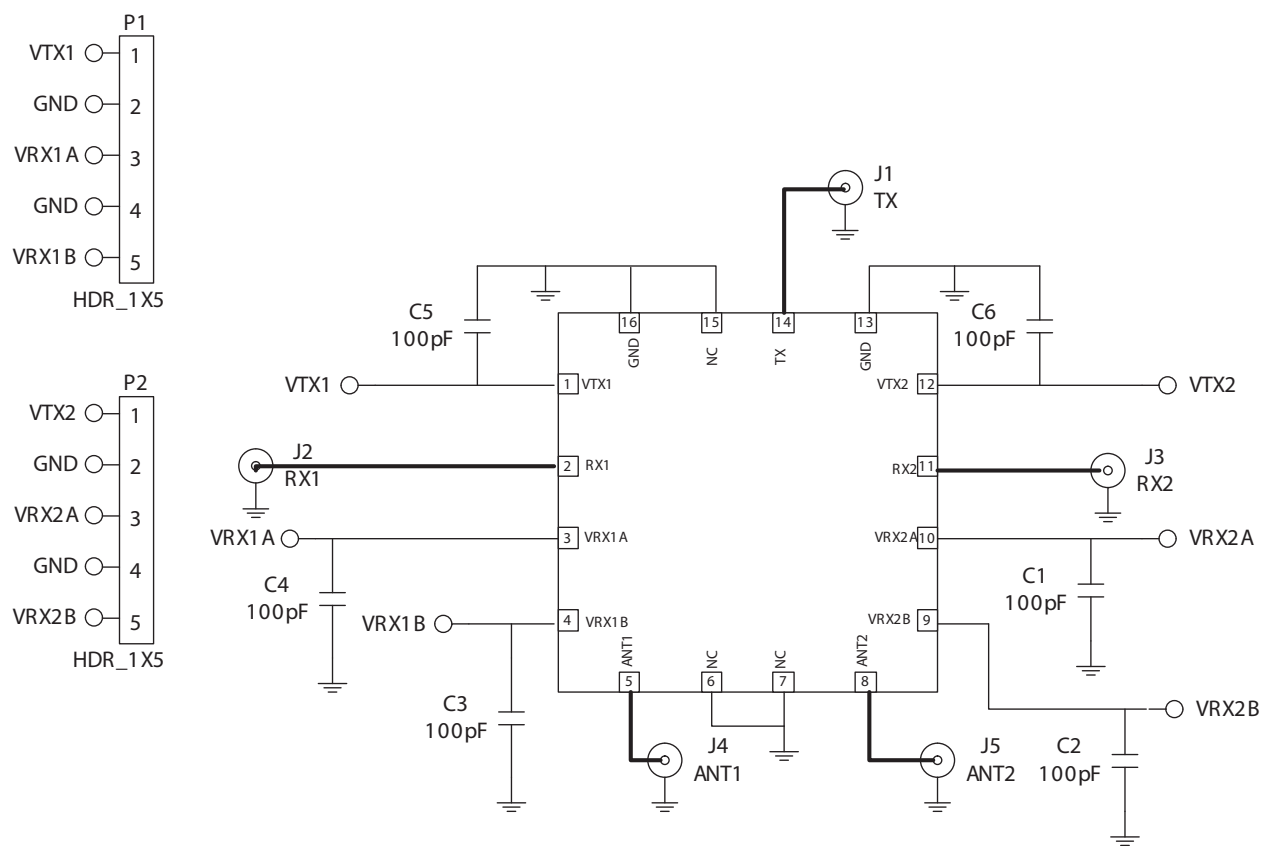 P1
VTX1 1
GND 2
VRX1A 3
GND 4
VRX1B 5
HDR_1X5
P2
VTX2 1
GND 2
VRX2A 3
GND 4
VRX2B 5
HDR_1X5
J1
TX
C5
100pF
C6
100pF
16 15 14 13
GND NC TX GND
VTX1 1 VTX1
VTX2 12 VTX2
J2
RX1
2 RX1
RX2 11
J3
RX2
VRX1A 3 VRX1A
VRX2A 10 VRX2A
C4
100pF
C1
100pF
VRX1B 4 VRX1B
VRX2B 9
ANT1 NC NC ANT2
5 6 7 8
VRX2B
C3
100pF
J4
ANT1
J5
ANT2
C2
100pF